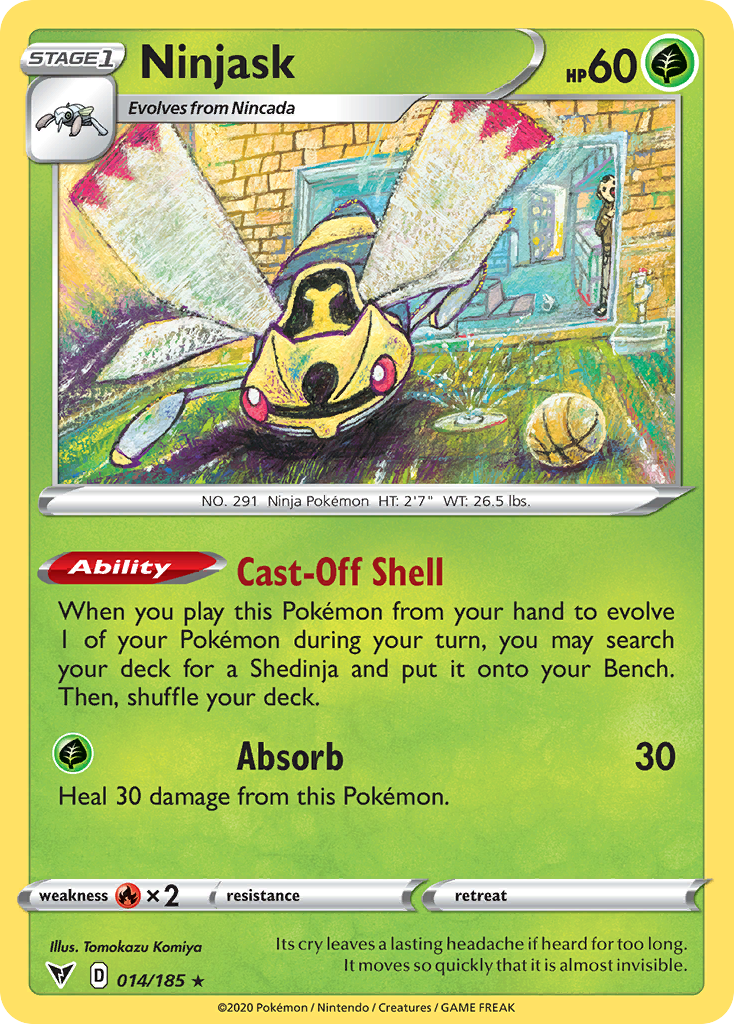 STAGE1
Ninjask
HP60
Evolves from Nincada
NO. 291 Ninja Pokémon HT: 2'7" WT: 26.5 lbs.
Ability Cast-Off Shell
When you play this Pokémon from your hand to evolve
1 of your Pokémon during your turn, you may search
your deck for a Shedinja and put it onto your Bench.
Then, shuffle your deck.
Absorb 30
Heal 30 damage from this Pokémon.
weakness ×2 resistance retreat
Illus. Tomokazu Komiya
Its cry leaves a lasting headache if heard for too long.
It moves so quickly that it is almost invisible.
D 014/185 ★
©2020 Pokémon / Nintendo / Creatures / GAME FREAK